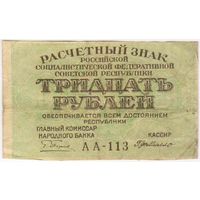 РАСЧЕТНЫЙ ЗНАК
РОССИЙСКОЙ
СОЦИАЛИСТИЧЕСКОЙ ФЕДЕРАТИВНОЙ
СОВЕТСКОЙ РЕСПУБЛИКИ
ТРИДЦАТЬ
РУБЛЕЙ
ОБЕСПЕЧИВАЕТСЯ ВСЕМ ДОСТОЯНИЕМ
РЕСПУБЛИКИ
ГЛАВНЫЙ КОМИССАР
НАРОДНОГО БАНКА
КАССИР
АА-113